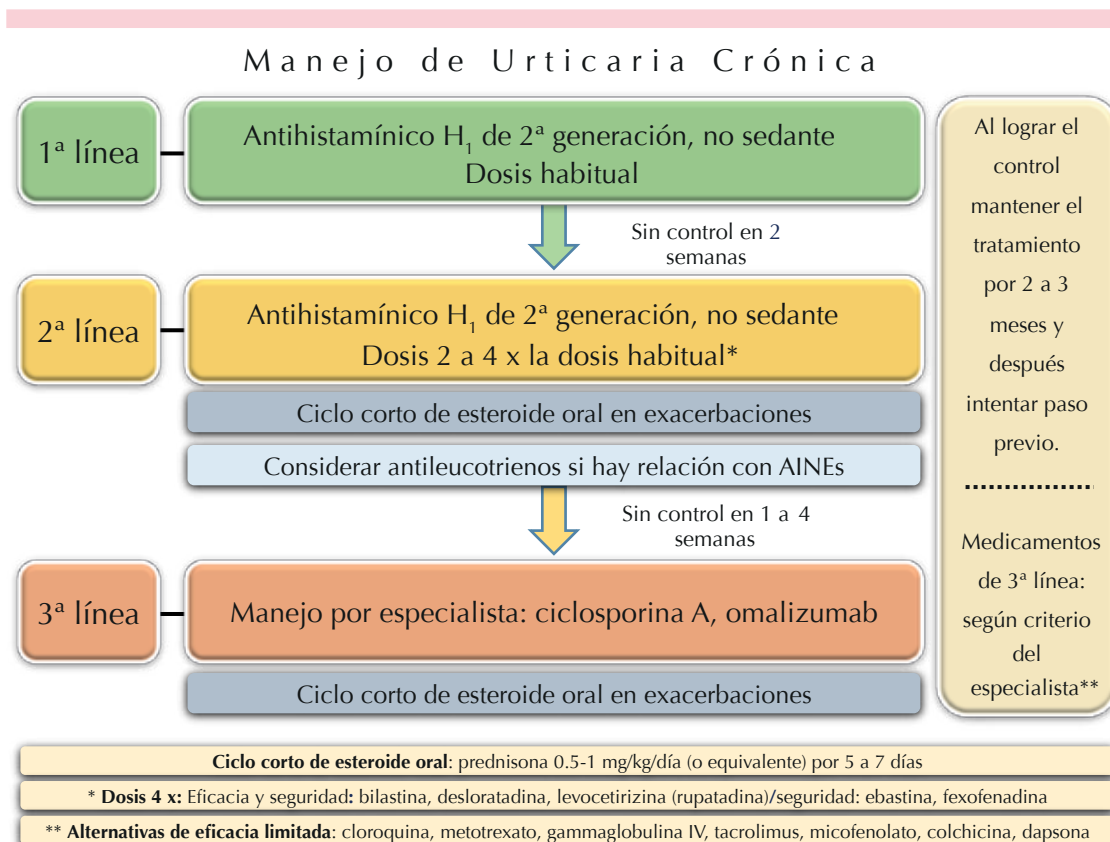 Manejo de Urticaria Crónica
1ª línea
Antihistamínico H₁ de 2ª generación, no sedante
Dosis habitual
Sin control en 2
semanas
2ª línea
Antihistamínico H₁ de 2ª generación, no sedante
Dosis 2 a 4 x la dosis habitual*
Ciclo corto de esteroide oral en exacerbaciones
Considerar antileucotrienos si hay relación con AINEs
Sin control en 1 a 4
semanas
3ª línea
Manejo por especialista: ciclosporina A, omalizumab
Ciclo corto de esteroide oral en exacerbaciones
Al lograr el
control
mantener el
tratamiento
por 2 a 3
meses y
después
intentar paso
previo.
Medicamentos
de 3ª línea:
según criterio
del
especialista**
Ciclo corto de esteroide oral: prednisona 0.5-1 mg/kg/día (o equivalente) por 5 a 7 días
* Dosis 4 x: Eficacia y seguridad: bilastina, desloratadina, levocetirizina (rupatadina)/seguridad: ebastina, fexofenadina
** Alternativas de eficacia limitada: cloroquina, metotrexato, gammaglobulina IV, tacrolimus, micofenolato, colchicina, dapsona